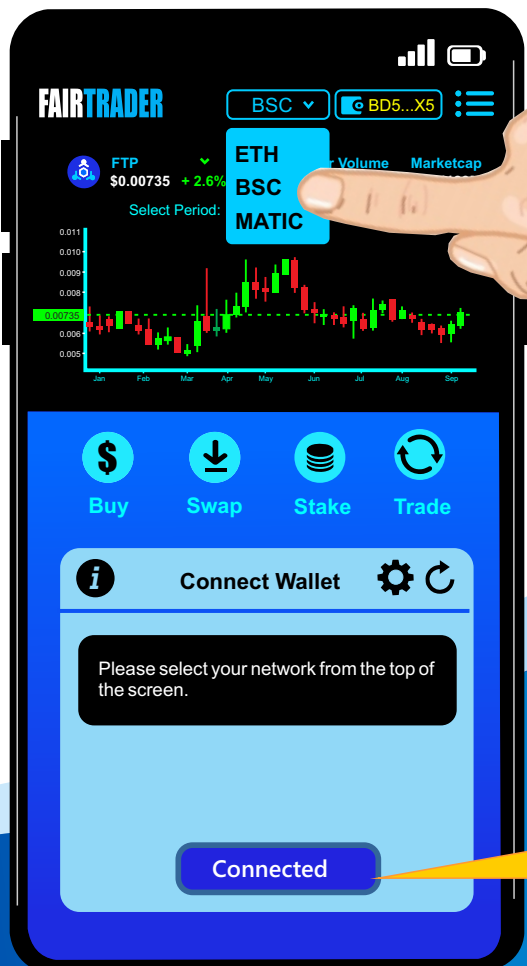 FAIRTRADER
BSC
BD5...X5
FTP
$0.00735 + 2.6%
r Volume
Marketcap
ETH
BSC
MATIC
Select Period:
0.011
0.010
0.009
0.008
0.00735
0.006
0.005
Jan Feb Mar Apr May Jun Jul Aug Sep
Buy Swap Stake Trade
i
Connect Wallet
Please select your network from the top of
the screen.
Connected